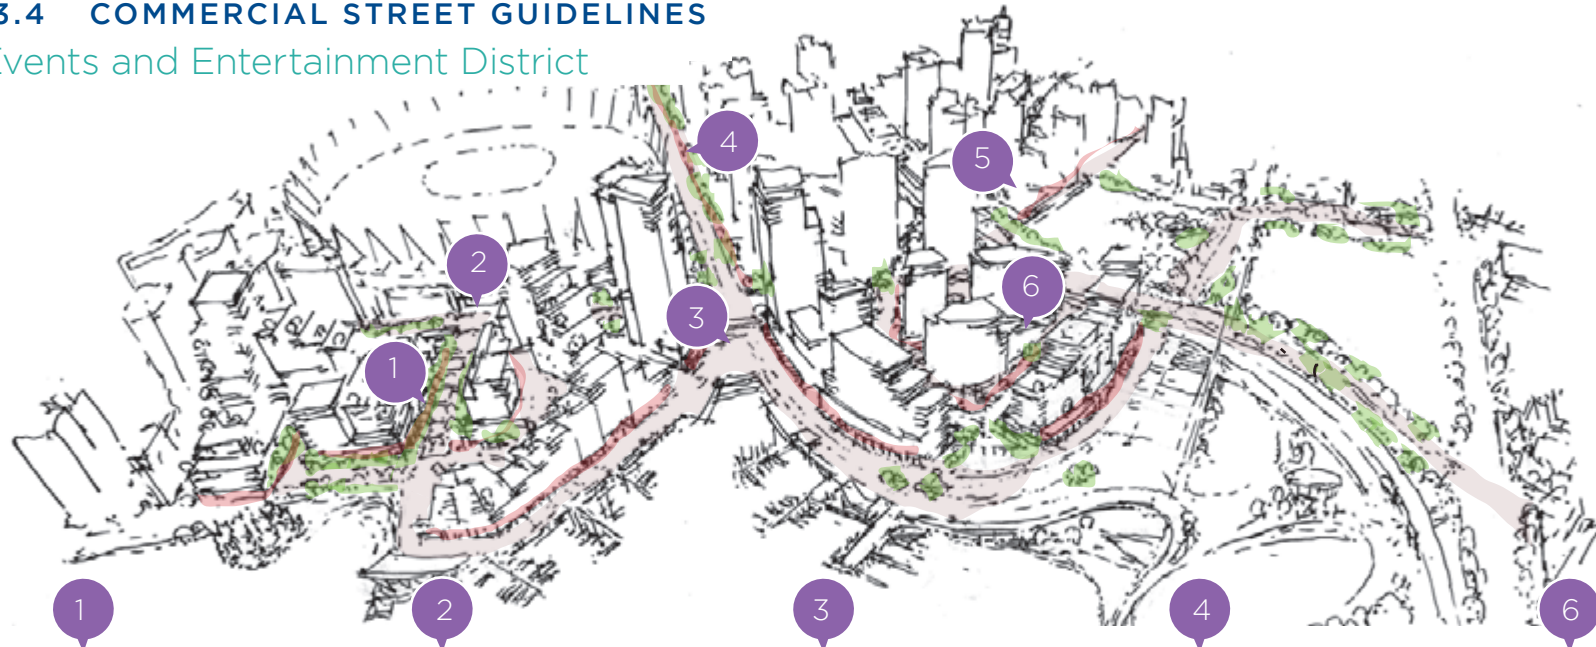 3.4 COMMERCIAL STREET GUIDELINES
Events and Entertainment District
4
5
2
6
3
1
1 2 3 4 6